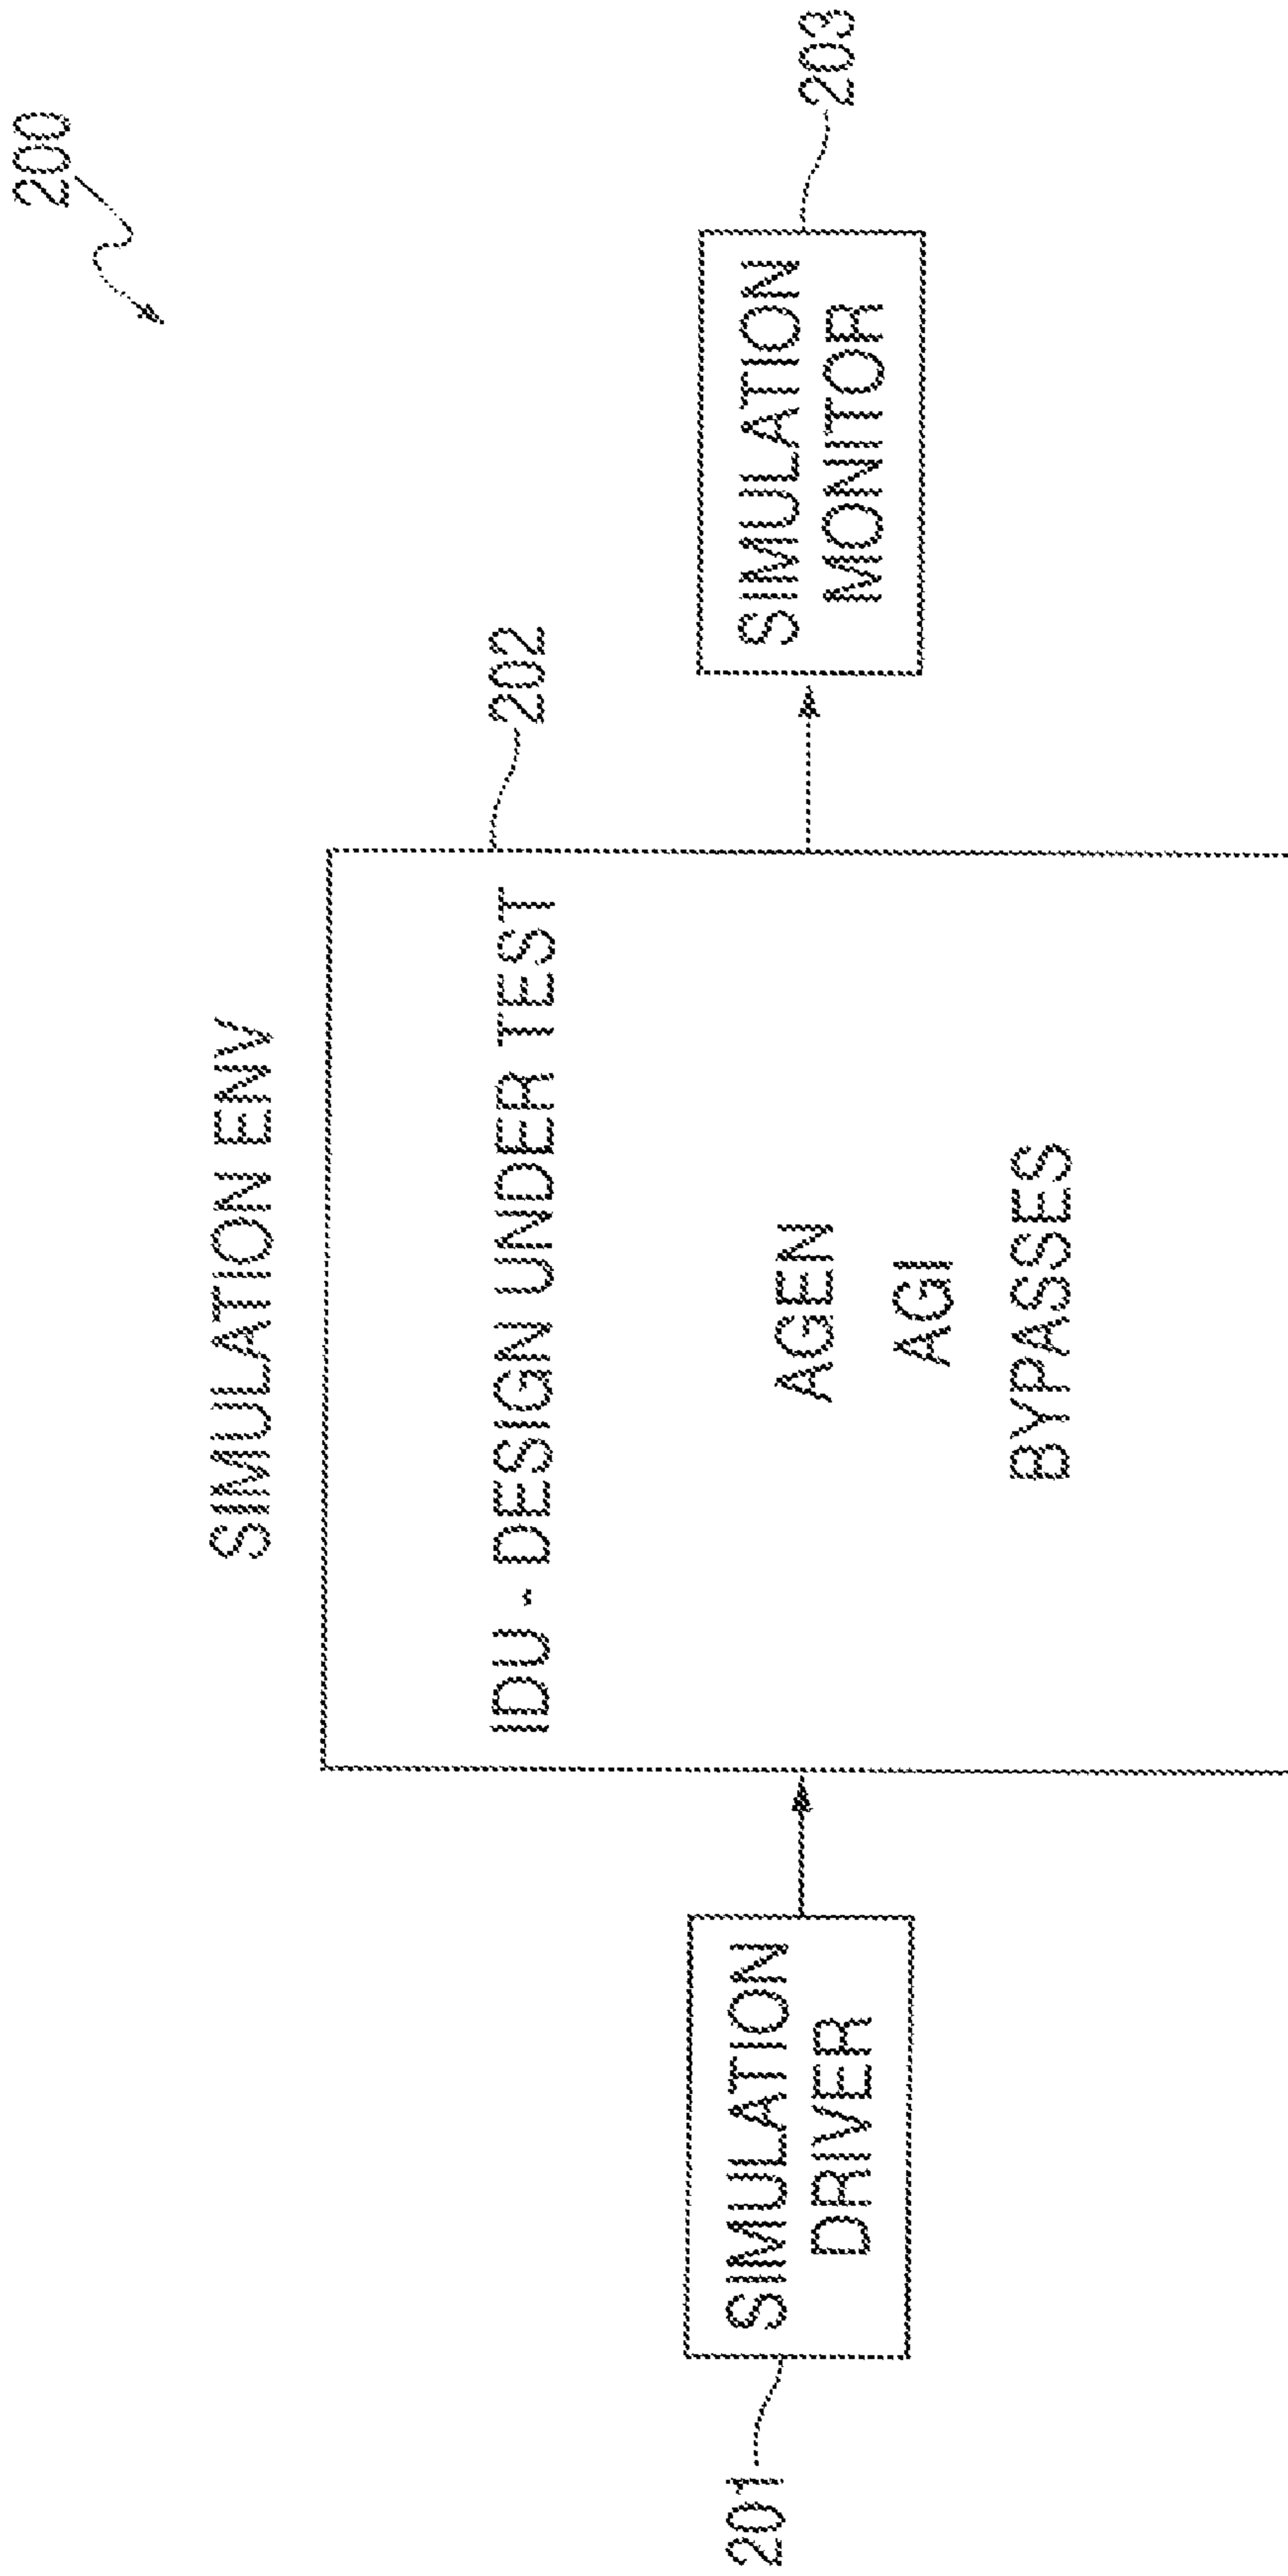 200
SIMULATION ENV
202
IDU - DESIGN UNDER TEST
AGEN
AGI
BYPASSES
201
SIMULATION
DRIVER
203
SIMULATION
MONITOR